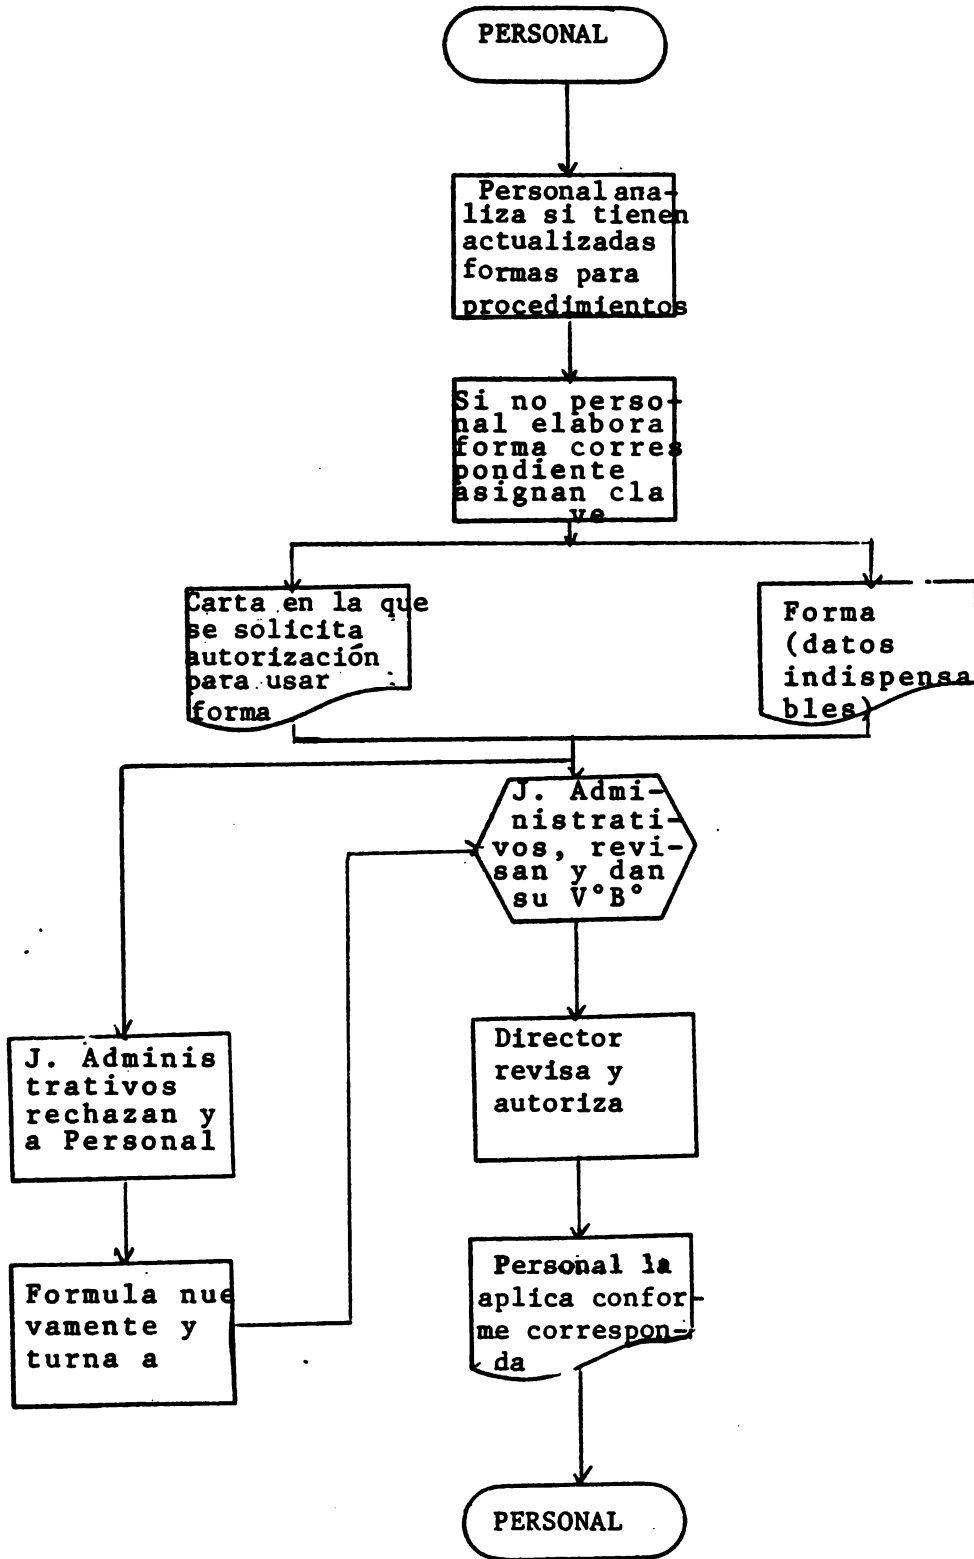 PERSONAL
Personal ana-
liza si tienen
actualizadas
formas para
procedimientos
Si no perso-
nal elabora
forma corres
pondiente
asignan cla
ve
Carta en la que
se solicita
autorización
para usar
forma
Forma
(datos
indispensa
bles)
J. Admi-
nistrati-
vos, revi-
san y dan
su V°B°
J. Adminis
trativos
rechazan y
a Personal
Director
revisa y
autoriza
Formula nue
vamente y
turna a
Personal la
aplica confor-
me correspon-
da
PERSONAL